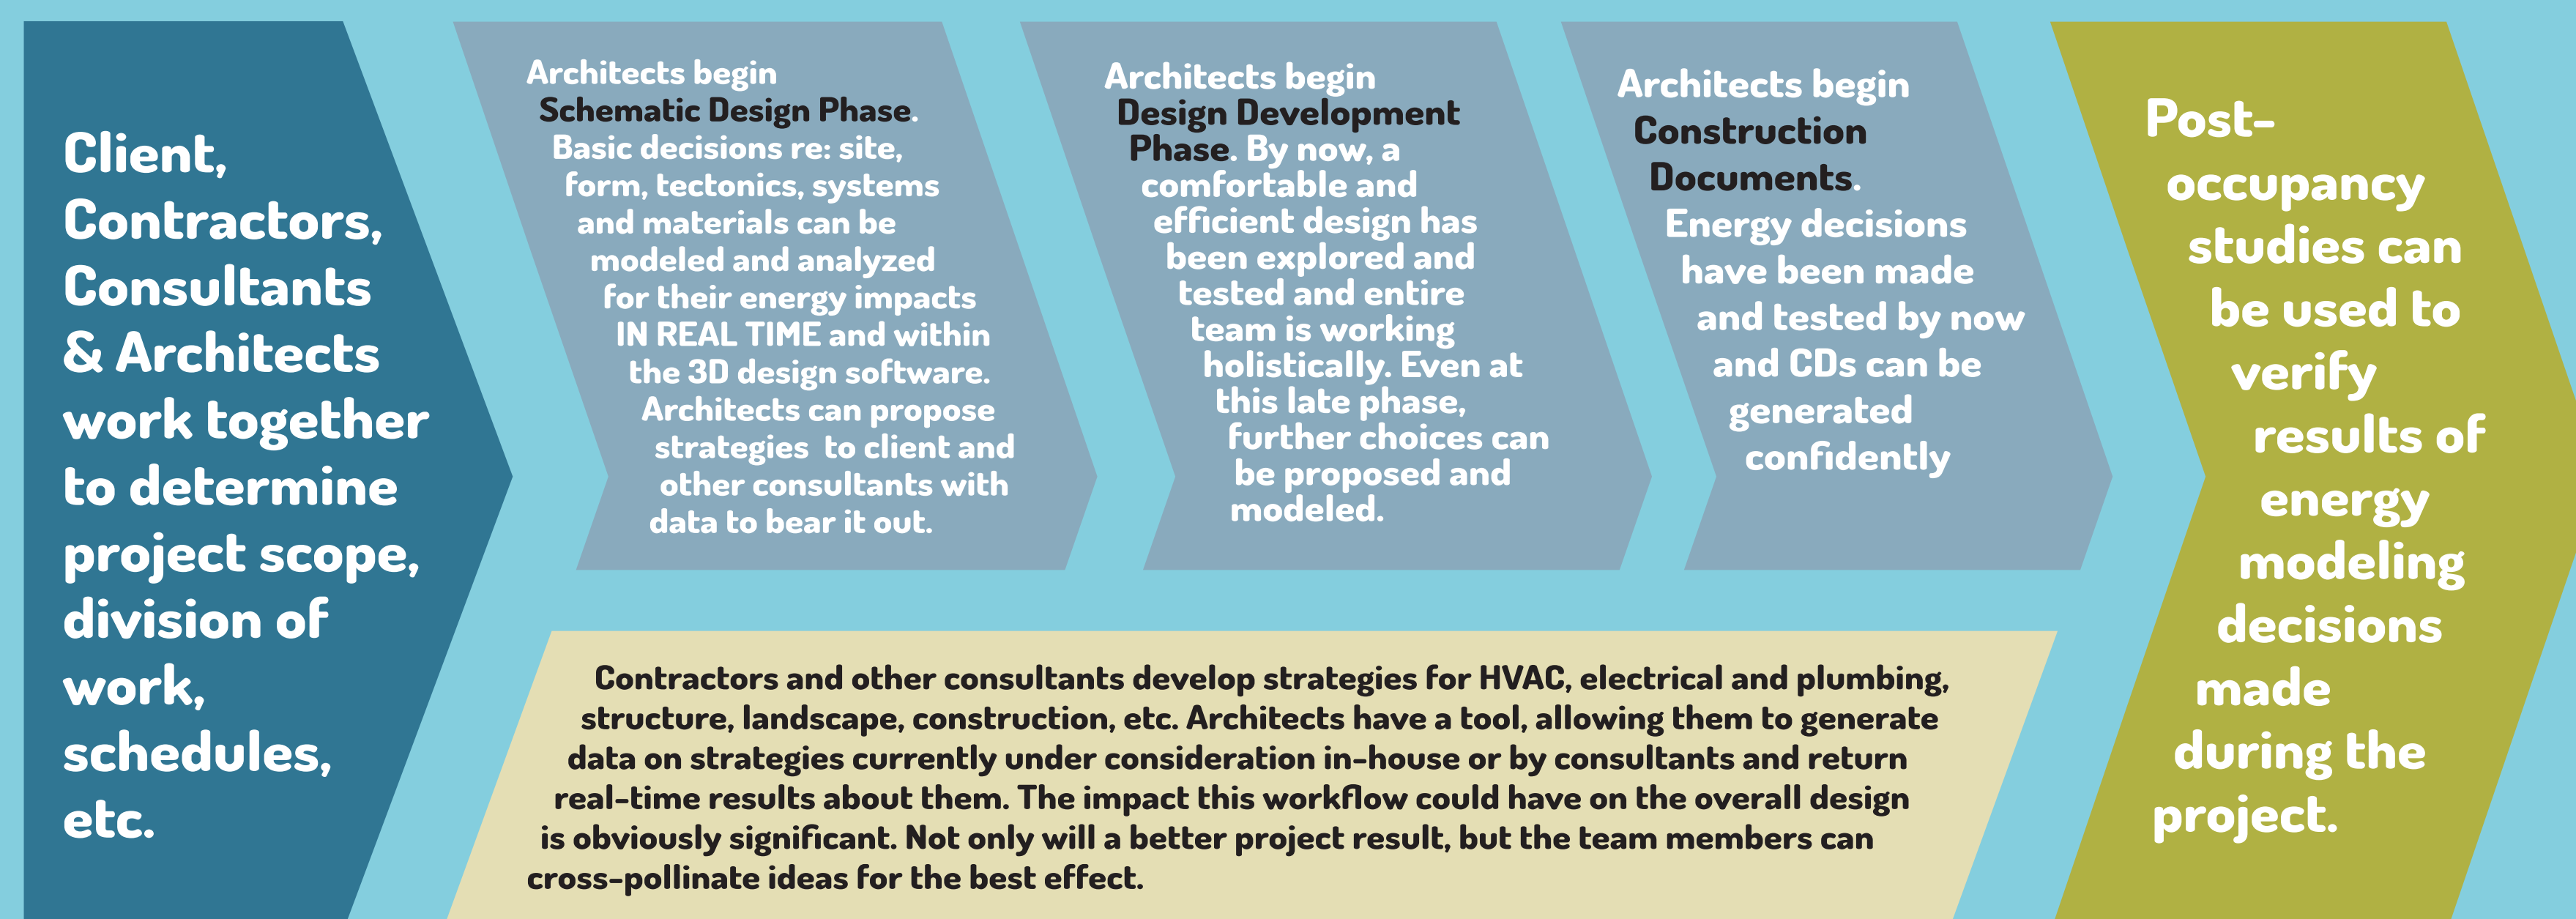 Client,
Contractors,
Consultants
& Architects
work together
to determine
project scope,
division of
work,
schedules,
etc.
Architects begin
Schematic Design Phase.
Basic decisions re: site,
form, tectonics, systems
and materials can be
modeled and analyzed
for their energy impacts
IN REAL TIME and within
the 3D design software.
Architects can propose
strategies to client and
other consultants with
data to bear it out.
Architects begin
Design Development
Phase. By now, a
comfortable and
efficient design has
been explored and
tested and entire
team is working
holistically. Even at
this late phase,
further choices can
be proposed and
modeled.
Architects begin
Construction
Documents.
Energy decisions
have been made
and tested by now
and CDs can be
generated
confidently
Contractors and other consultants develop strategies for HVAC, electrical and plumbing,
structure, landscape, construction, etc. Architects have a tool, allowing them to generate
data on strategies currently under consideration in-house or by consultants and return
real-time results about them. The impact this workflow could have on the overall design
is obviously significant. Not only will a better project result, but the team members can
cross-pollinate ideas for the best effect.
Post-
occupancy
studies can
be used to
verify
results of
energy
modeling
decisions
made
during the
project.